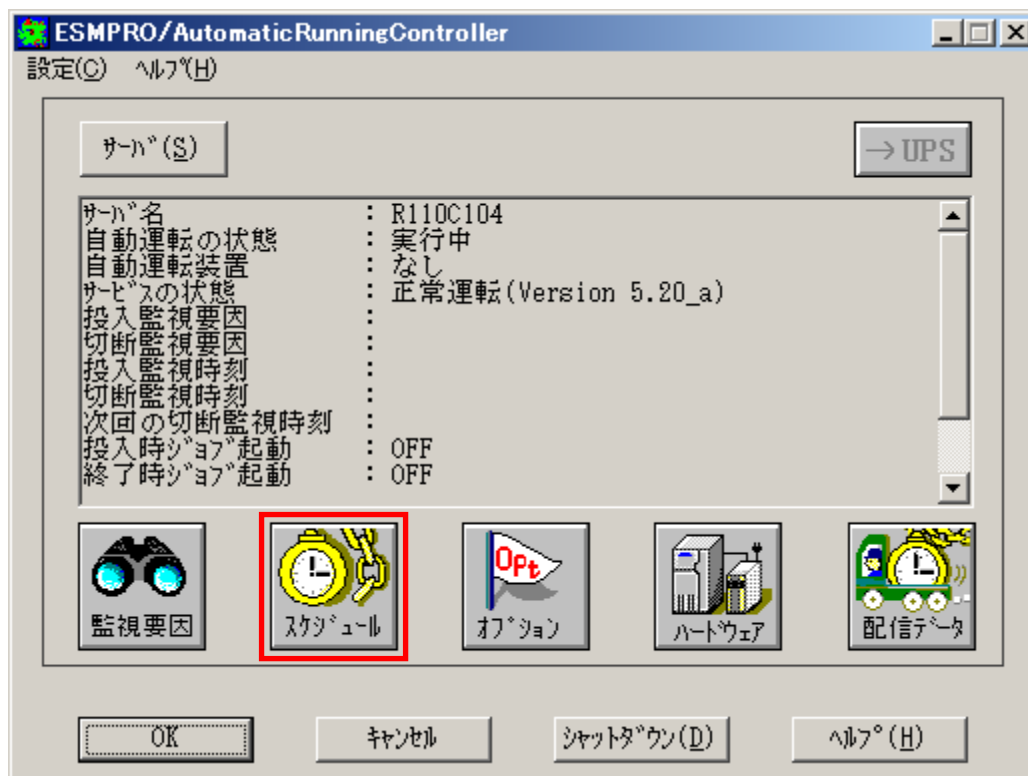 ESMPRO/AutomaticRunningController
設定(C) ﾍﾙﾌﾟ(H)
ｻｰﾊﾞ(S)
→UPS
ｻｰﾊﾞ名 : R110C104
自動運転の状態 : 実行中
自動運転装置 : なし
ｻｰﾋﾞｽの状態 : 正常運転(Version 5.20_a)
投入監視要因 :
切断監視要因 :
投入監視時刻 :
切断監視時刻 :
次回の切断監視時刻 :
投入時ｼﾞｮﾌﾞ起動 : OFF
終了時ｼﾞｮﾌﾞ起動 : OFF
OPt
監視要因 ｽｹｼﾞｭｰﾙ ｵﾌﾟｼｮﾝ ﾊｰﾄﾞｳｪｱ 配信ﾃﾞｰﾀ
OK ｷｬﾝｾﾙ ｼｬｯﾄﾀﾞｳﾝ(D) ﾍﾙﾌﾟ(H)